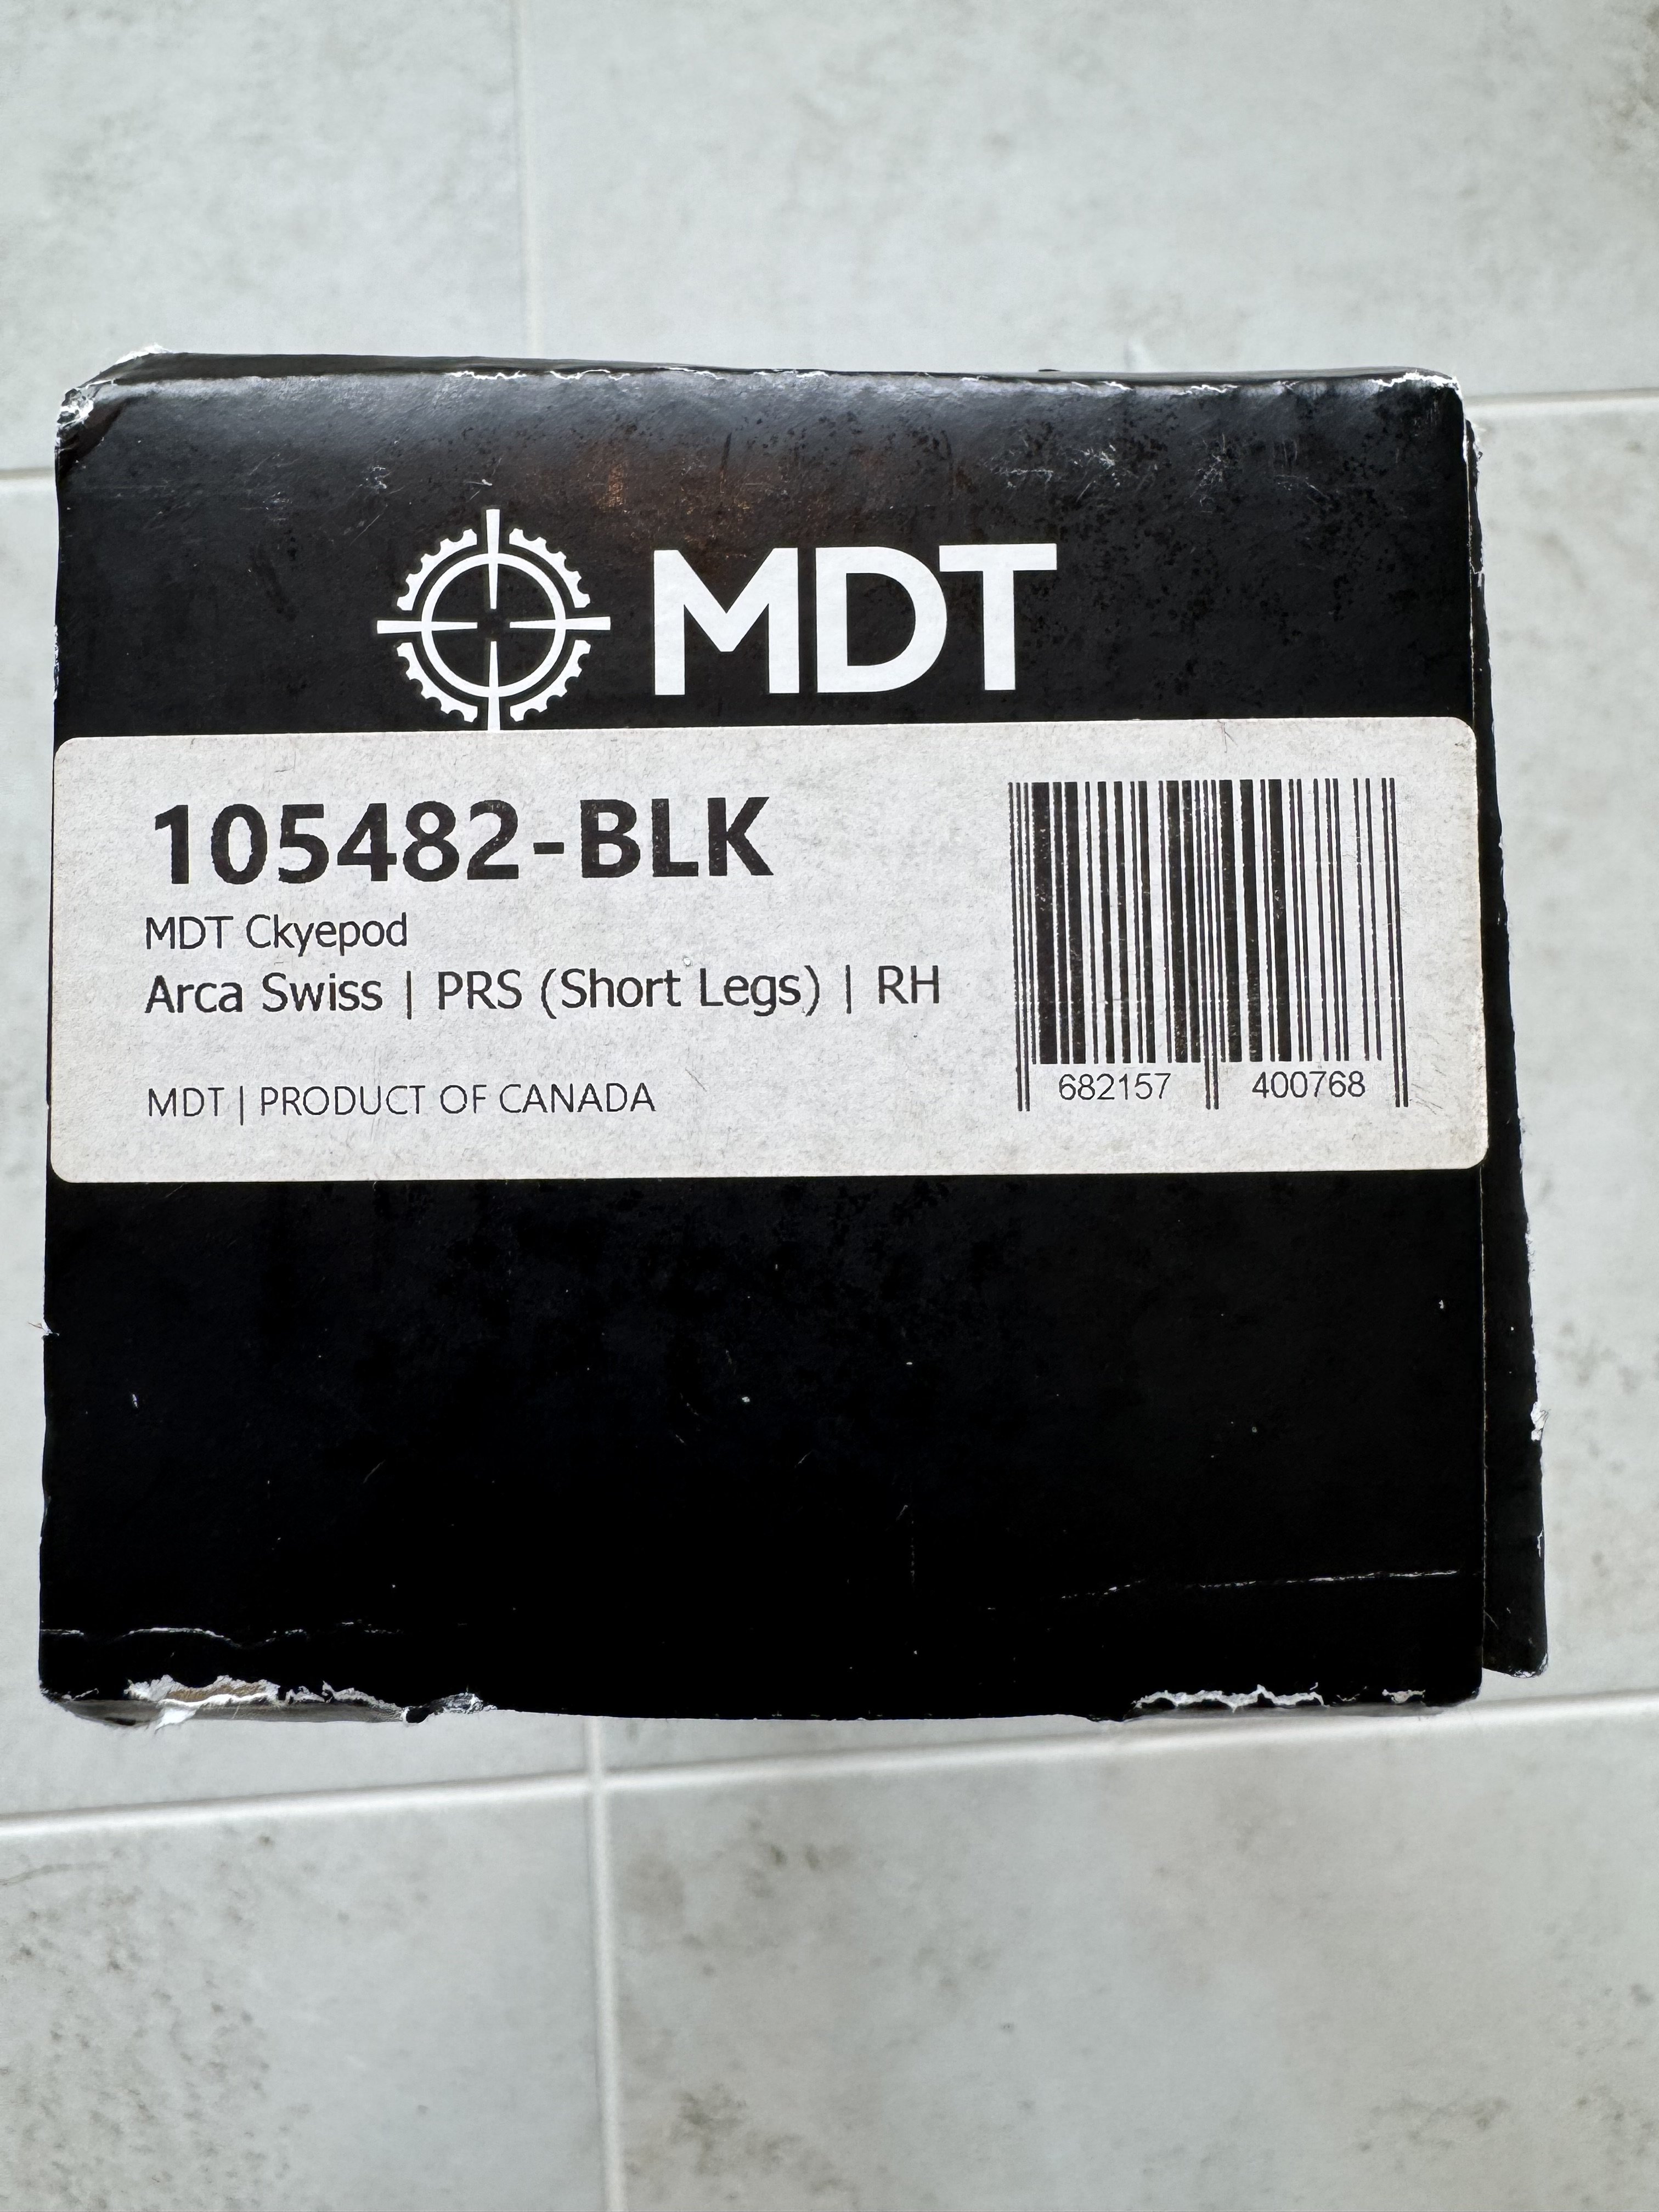 MDT
105482-BLK
MDT Ckyepod
Arca Swiss | PRS (Short Legs) | RH
MDT | PRODUCT OF CANADA
682157 400768